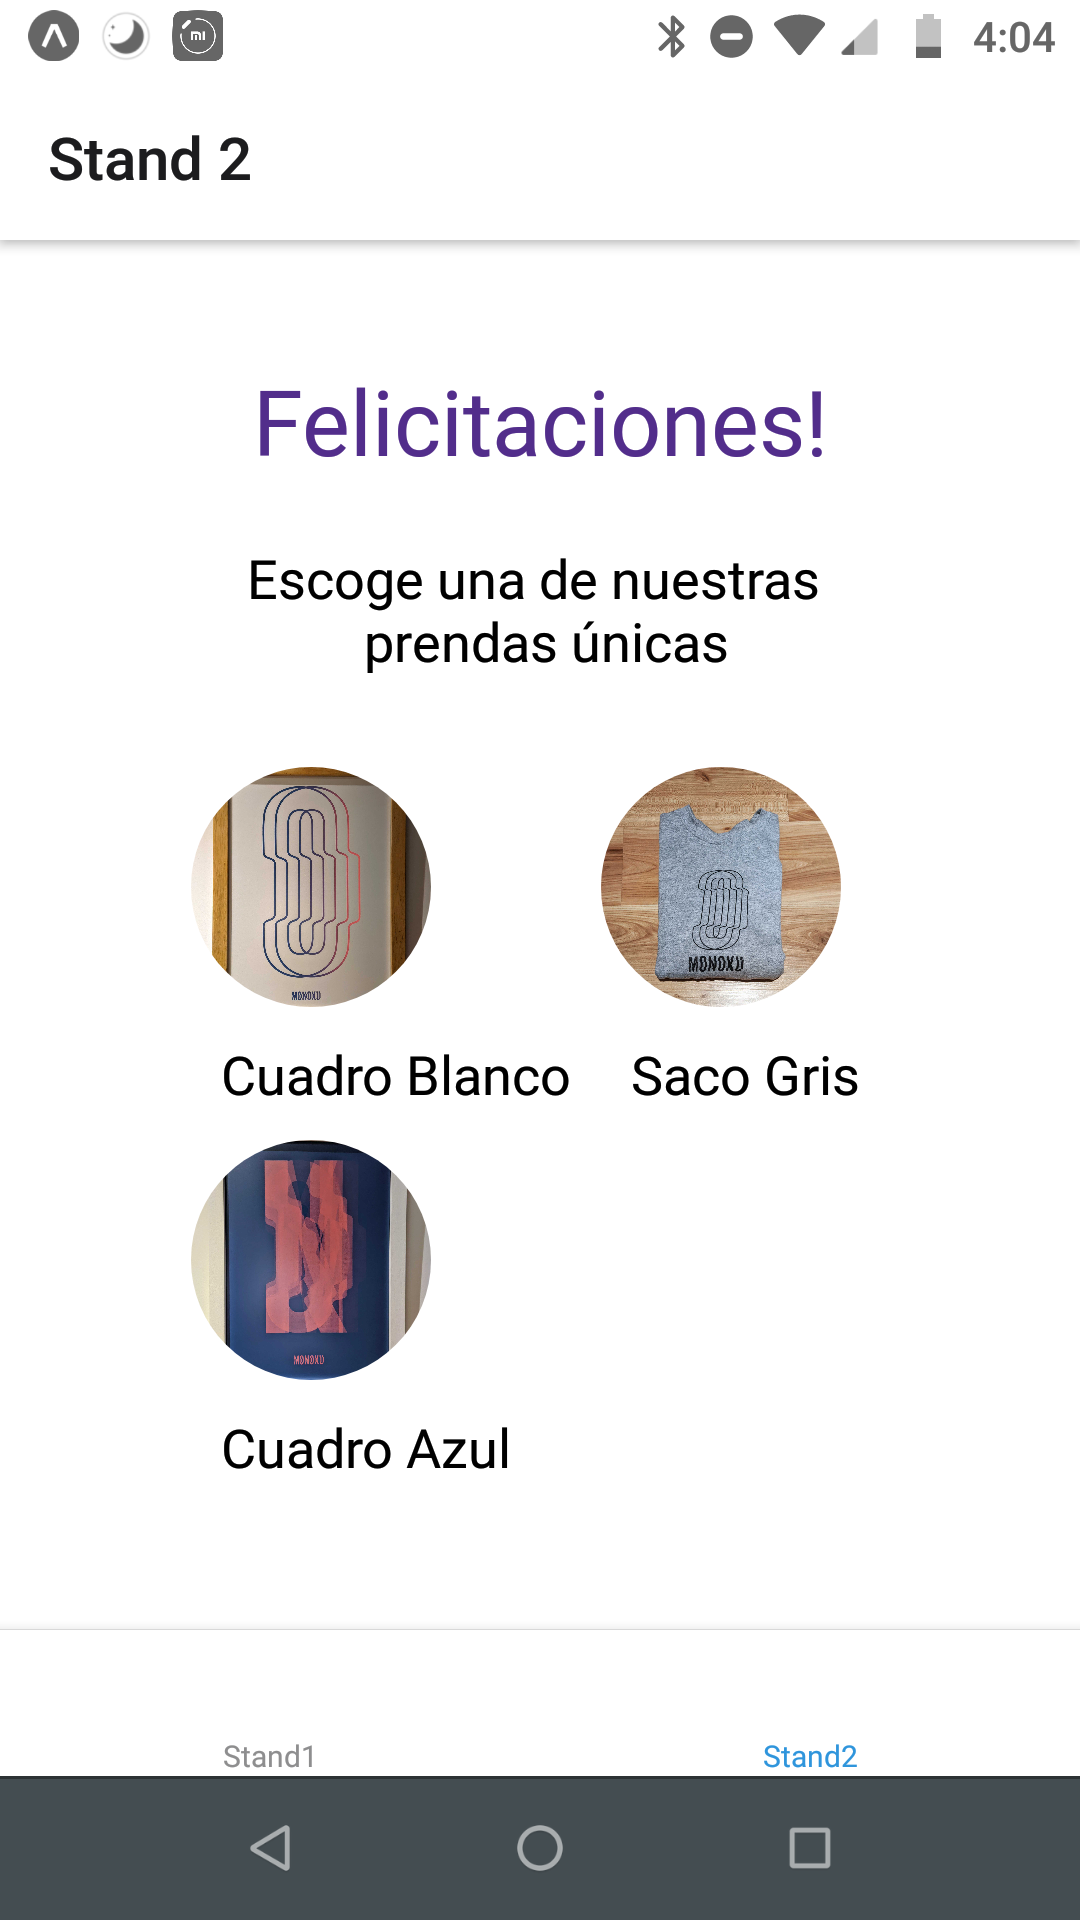 4:04
Stand 2
Felicitaciones!
Escoge una de nuestras
prendas únicas
MONOKU
MONOKU
Cuadro Blanco
Saco Gris
MONOKU
Cuadro Azul
Stand1
Stand2